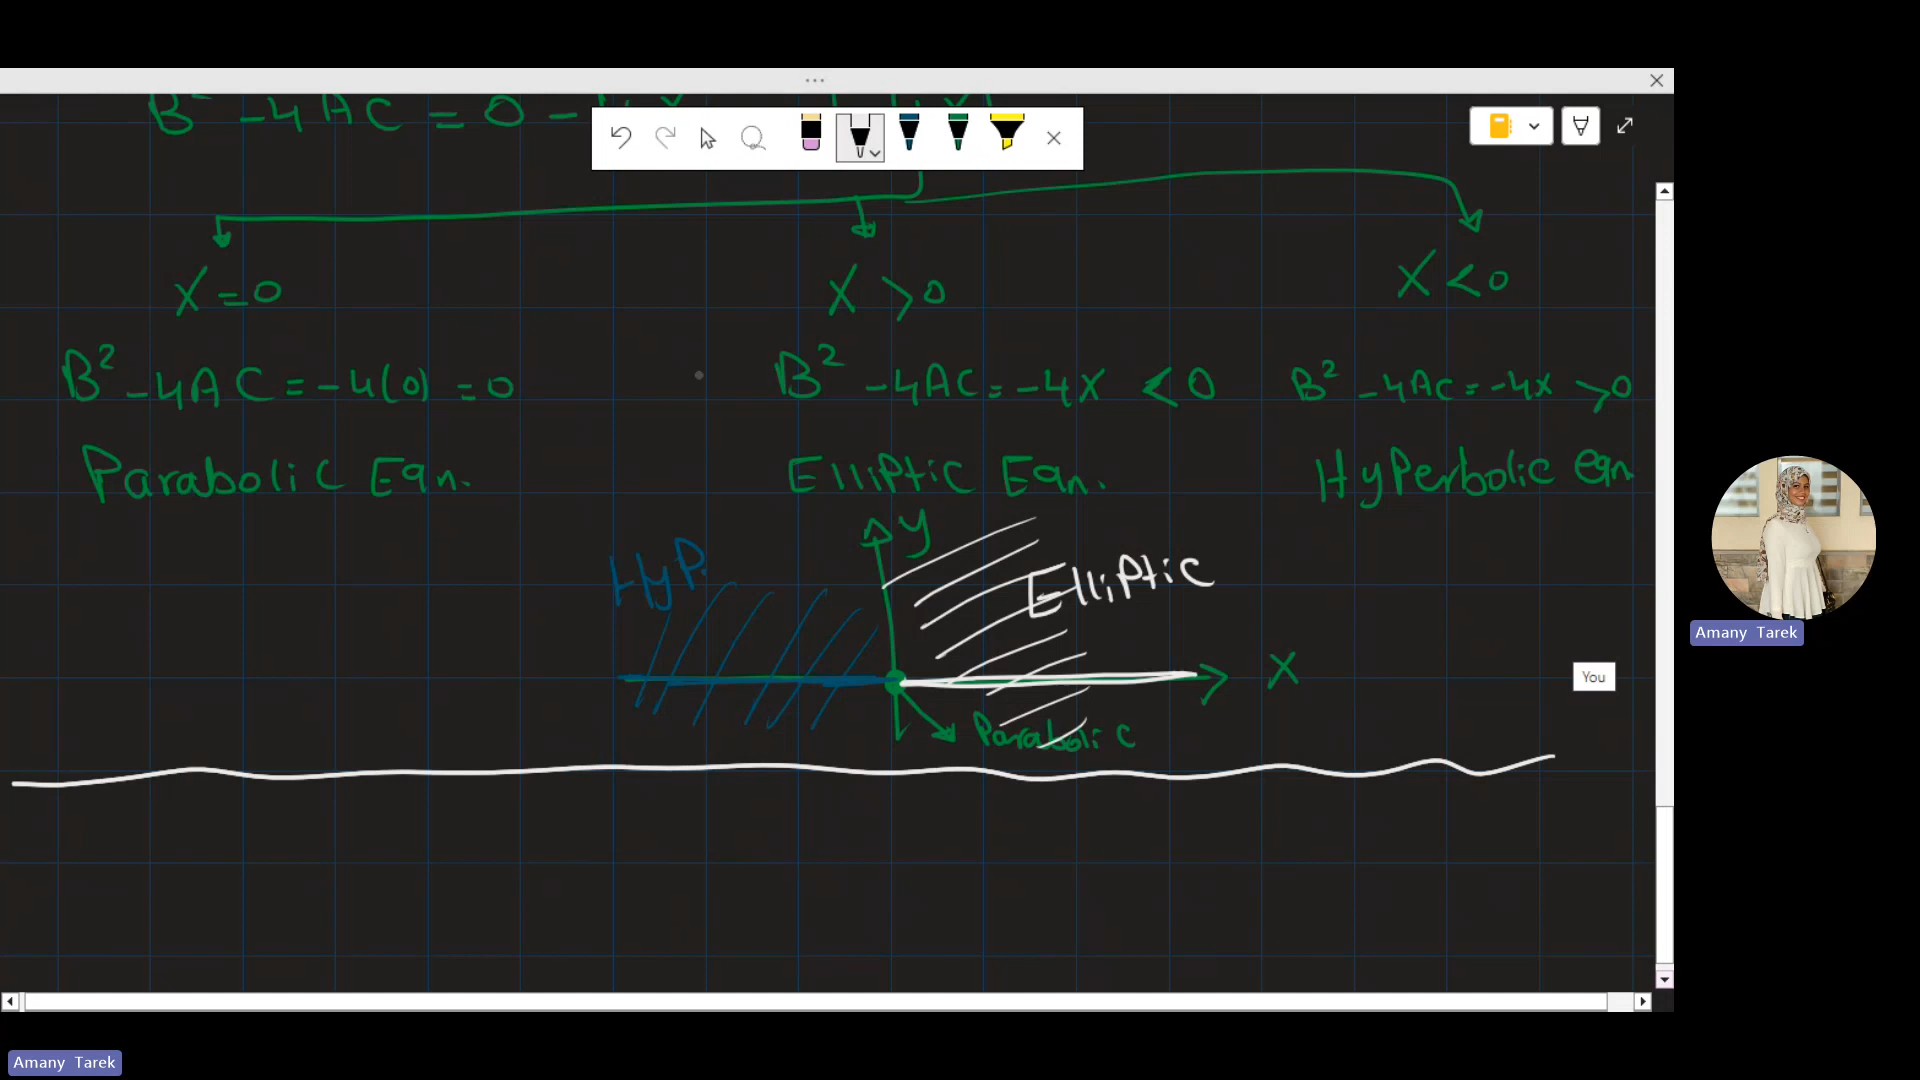 B² -4AC = 0 -
X = 0
X > 0
X < 0
B² -4AC = -4(0) = 0
B² -4AC = -4X < 0
B² -4AC = -4X > 0
Parabolic Eqn.
Elliptic Eqn.
Hyperbolic eqn
y
Hyp.
Elliptic
X
Parabolic
You
Amany Tarek
Amany Tarek